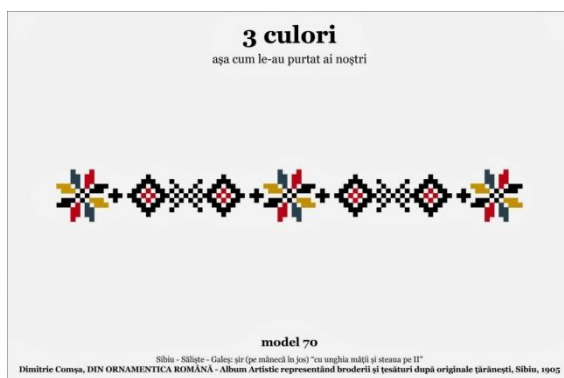 3 culori
așa cum le-au purtat ai noștri
model 70
Sibiu - Săliște - Galeș: șir (pe mânecă în jos) "cu unghia mâții și steaua pe II"
Dimitrie Comșa, DIN ORNAMENTICA ROMÂNĂ - Album Artistic reprezentând broderii și țesături după originale țărănești, Sibiu, 1905